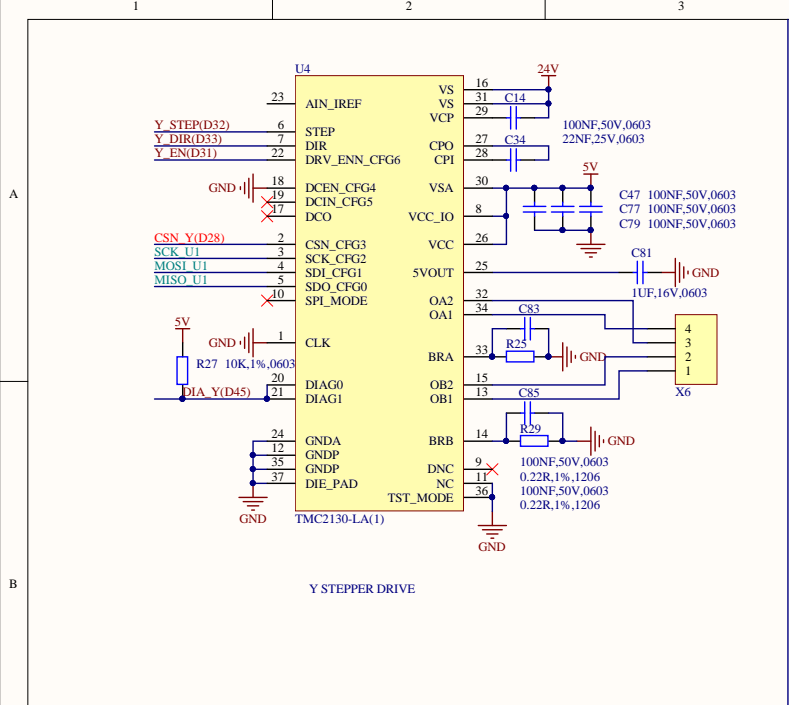 1
2
3
A
B
U4
24V
23 AIN_IREF
Y_STEP(D32) 6 STEP
Y_DIR(D33) 7 DIR
Y_EN(D31) 22 DRV_ENN_CFG6
GND 18 DCEN_CFG4
19 DCIN_CFG5
17 DCO
CSN_Y(D28) 2 CSN_CFG3
SCK_U1 3 SCK_CFG2
MOSI_U1 4 SDI_CFG1
MISO_U1 5 SDO_CFG0
10 SPI_MODE
5V
GND 1 CLK
R27 10K,1%,0603
20 DIAG0
DIA_Y(D45) 21 DIAG1
24 GNDA
12 GNDP
35 GNDP
37 DIE_PAD
GND
VS 16
VS 31
VCP 29
C14
100NF,50V,0603
CPO 27
C34
22NF,25V,0603
CPI 28
5V
VSA 30
C47 100NF,50V,0603
C77 100NF,50V,0603
C79 100NF,50V,0603
VCC_IO 8
VCC 26
5VOUT 25
C81
GND
1UF,16V,0603
OA2 32
OA1 34
C83
R25
BRA 33
GND
4
3
2
1
X6
OB2 15
OB1 13
C85
R29
BRB 14
GND
DNC 9
NC 11
TST_MODE 36
100NF,50V,0603
0.22R,1%,1206
100NF,50V,0603
0.22R,1%,1206
GND
TMC2130-LA(1)
Y STEPPER DRIVE